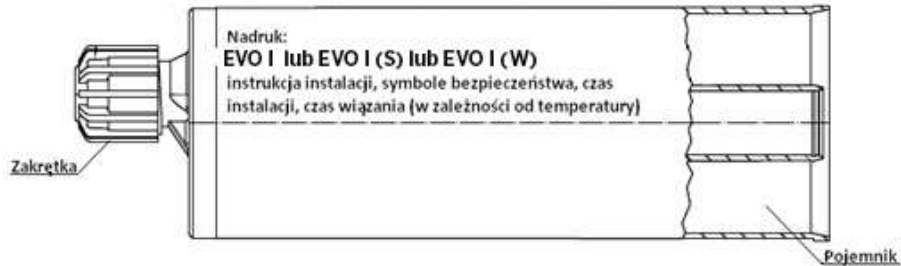 Nadruk:
EVO I lub EVO I (S) lub EVO I (W)
instrukcja instalacji, symbole bezpieczeństwa, czas
instalacji, czas wiązania (w zależności od temperatury)
Zakrętka
Pojemnik